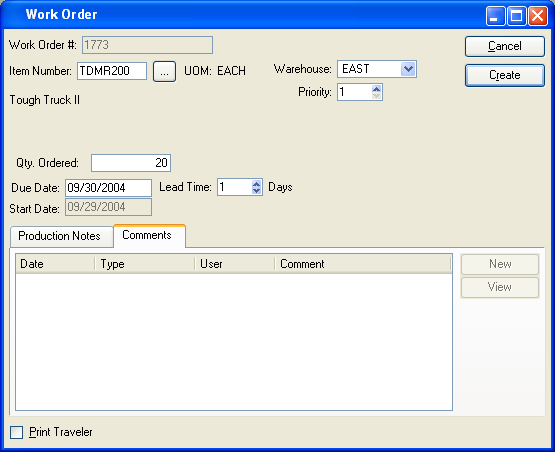 Work Order
Work Order #: 1773
Cancel
Item Number: TDMR200 ... UOM: EACH Warehouse: EAST
Create
Priority: 1
Tough Truck II
Qty. Ordered: 20
Due Date: 09/30/2004 Lead Time: 1 Days
Start Date: 09/29/2004
Production Notes Comments
Date Type User Comment
New
View
Print Traveler